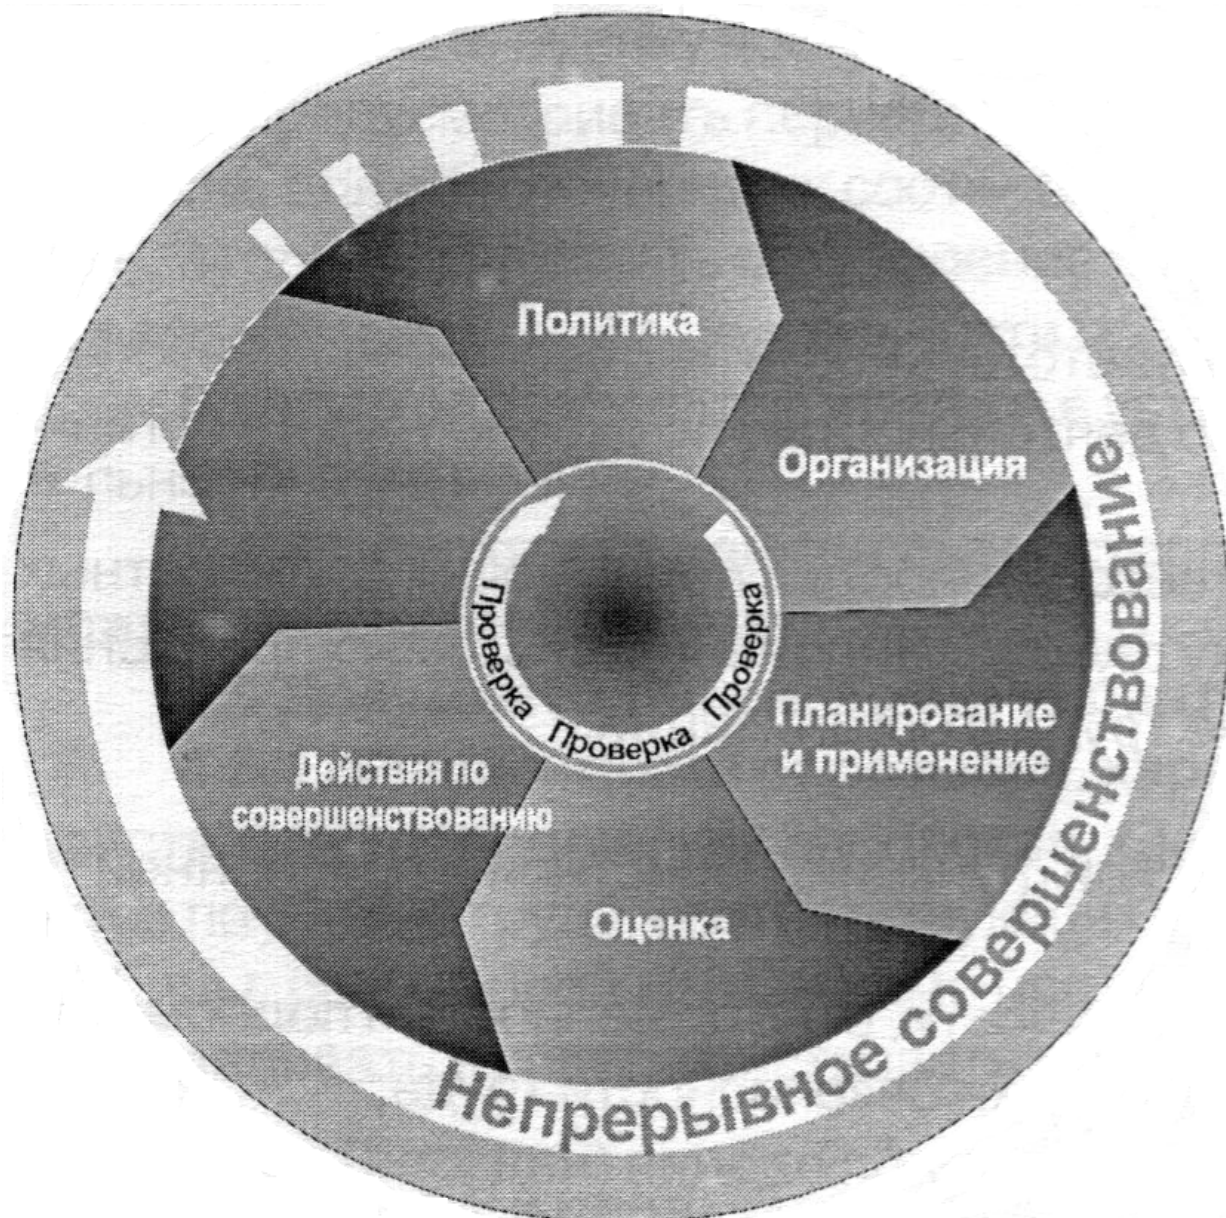 Политика
Организация
Планирование
и применение
Оценка
Действия по
совершенствованию
Проверка
Проверка
Проверка
Непрерывное совершенствование